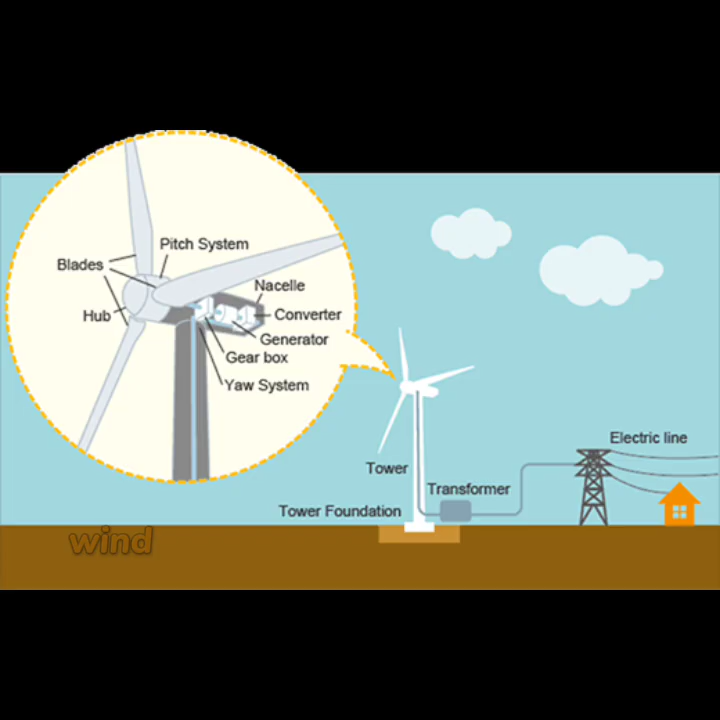 Pitch System
Blades
Nacelle
Hub
Converter
Generator
Gear box
Yaw System
Electric line
Tower
Transformer
Tower Foundation
wind